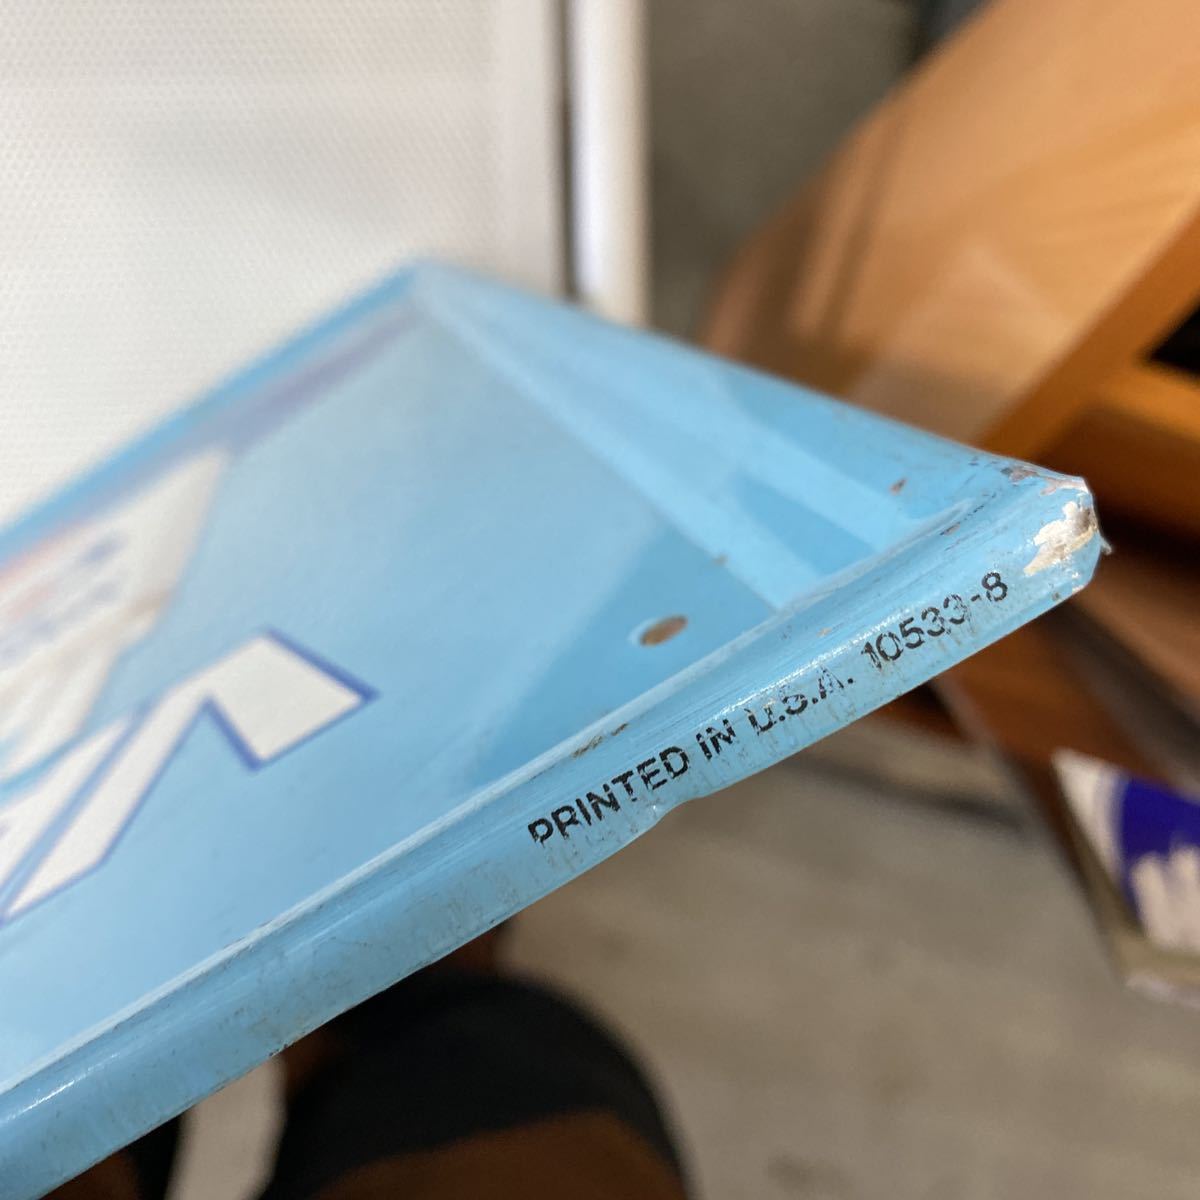 PRINTED IN U.S.A. 10533-8